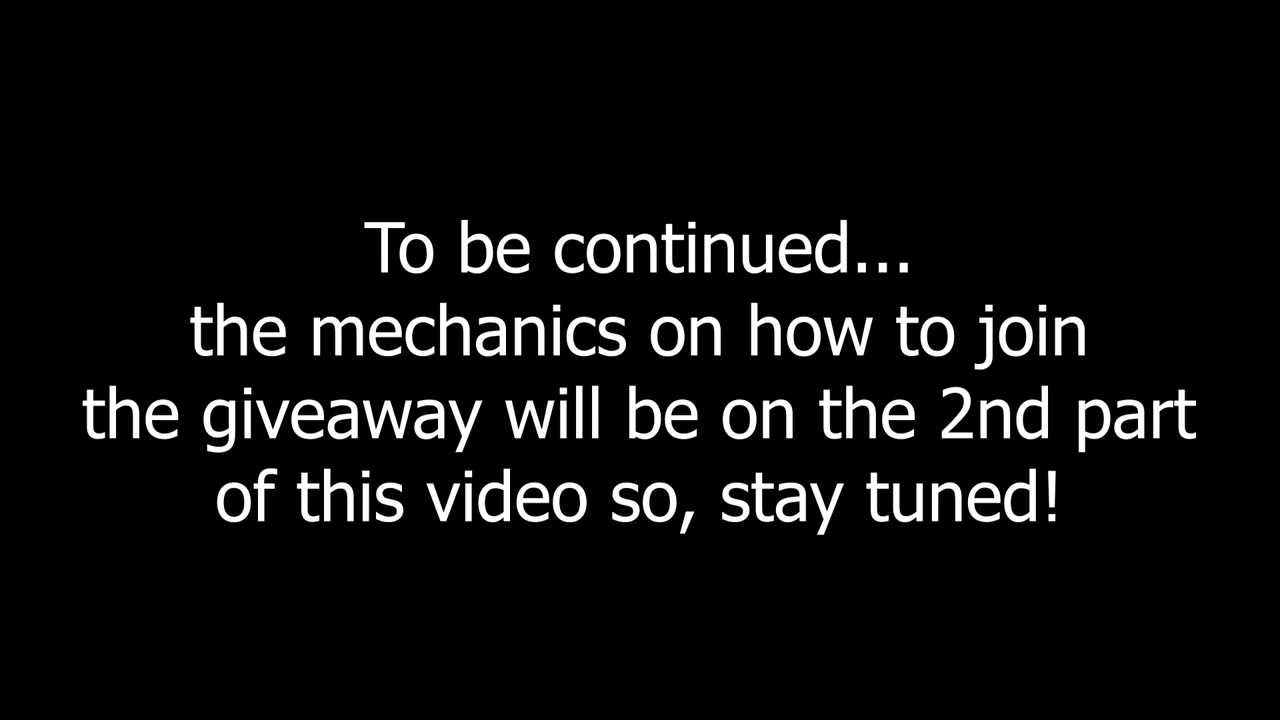 To be continued...
the mechanics on how to join
the giveaway will be on the 2nd part
of this video so, stay tuned!